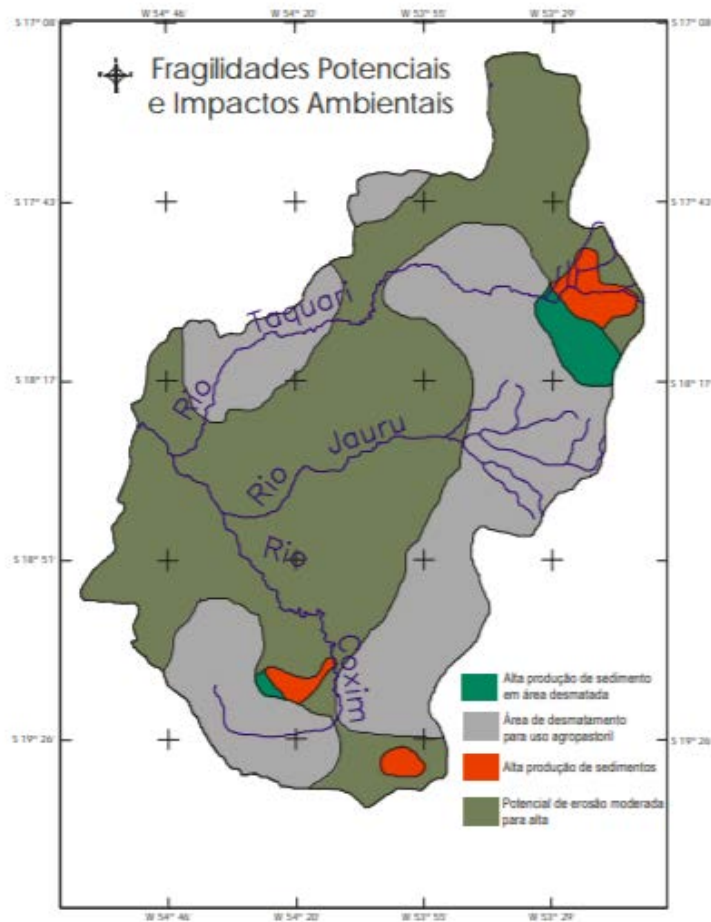 W 54° 46 W 54° 20 W 53° 55 W 53° 29
S 17° 08 S 17° 08
Fragilidades Potenciais
e Impactos Ambientais
S 17° 43 S 17° 43
Rio Taquari
S 18° 17 S 18° 17
Rio Jauru
S 18° 51 S 18° 51
Rio Coxim
Alta produção de sedimento
em área desmatada
Área de desmatamento
para uso agropastoril
S 19° 26 S 19° 26
Alta produção de sedimentos
Potencial de erosão moderada
para alta
W 54° 46 W 54° 20 W 53° 55 W 53° 29